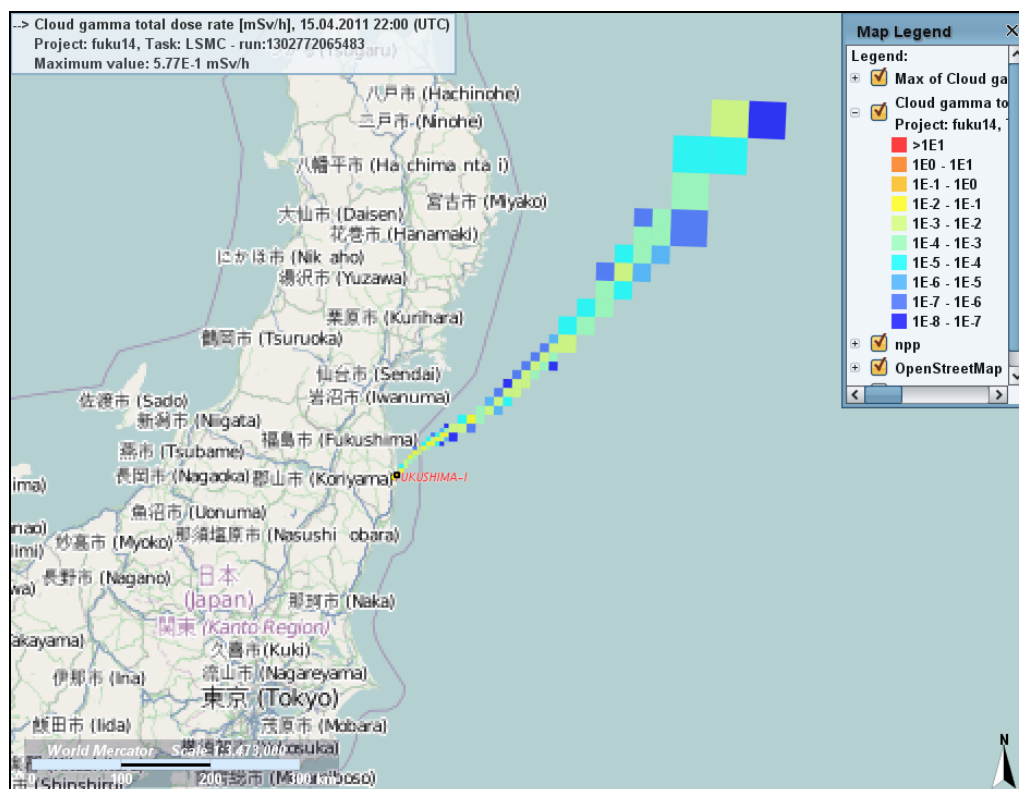 --> Cloud gamma total dose rate [mSv/h], 15.04.2011 22:00 (UTC)
Project: fuku14, Task: LSMC - run:1302772065483
Maximum value: 5.77E-1 mSv/h
Map Legend
Legend:
Max of Cloud ga
Cloud gamma to
Project: fuku14,
>1E1
1E0 - 1E1
1E-1 - 1E0
1E-2 - 1E-1
1E-3 - 1E-2
1E-4 - 1E-3
1E-5 - 1E-4
1E-6 - 1E-5
1E-7 - 1E-6
1E-8 - 1E-7
npp
OpenStreetMap
八戸市 (Hachinohe)
二戸市 (Ninohe)
八幡平市 (Ha chima nta i)
宮古市 (Miyako)
大仙市 (Daisen)
花巻市 (Hanamaki)
にかほ市 (Nik aho)
湯沢市 (Yuzawa)
栗原市 (Kurihara)
鶴岡市 (Tsuruoka)
仙台市 (Sendai)
佐渡市 (Sado)
岩沼市 (Iwanuma)
新潟市 (Niigata)
福島市 (Fukushima)
燕市 (Tsubame)
長岡市 (Nagaoka)
郡山市 (Koriyama)
UKUSHIMA-I
ima)
魚沼市 (Uonuma)
那須塩原市 (Nasushi obara)
妙高市 (Myoko)
長野市 (Nagano)
日本
(Japan)
那珂市 (Naka)
関東 (Kanto Region)
akayama)
久喜市 (Kuki)
伊那市 (Ina)
流山市 (Nagareyama)
東京 (Tokyo)
飯田市 (Iida)
茂原市 (Mobara)
World Mercator Scale
0 100 200 300 km
N